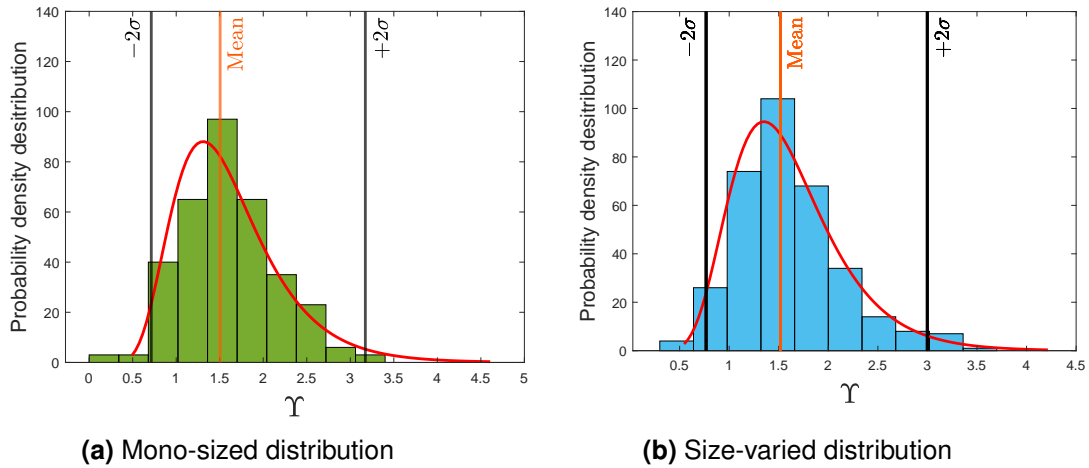 Probability density desitribution
140
120
100
80
60
40
20
0
−2σ
Mean
+2σ
0 0.5 1 1.5 2 2.5 3 3.5 4 4.5 5
ϒ
(a) Mono-sized distribution
Probability density desitribution
140
120
100
80
60
40
20
0
−2σ
Mean
+2σ
0.5 1 1.5 2 2.5 3 3.5 4 4.5
ϒ
(b) Size-varied distribution